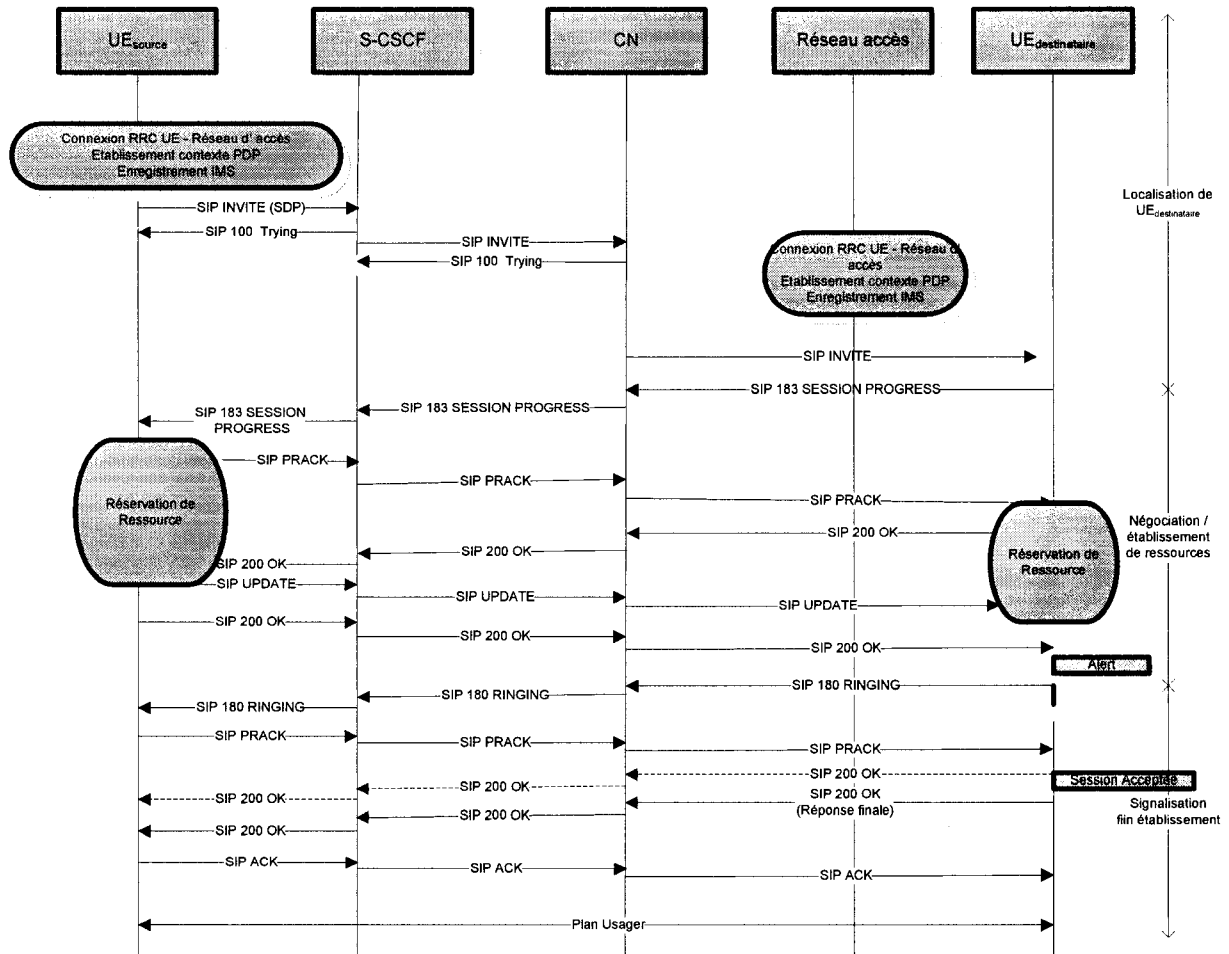 UEsource
S-CSCF
CN
Réseau accès
UEdestinataire
Connexion RRC UE - Réseau d' accès
Etablissement contexte PDP
Enregistrement IMS
Localisation de
UEdestinataire
SIP INVITE (SDP)
SIP 100 Trying
SIP INVITE
SIP 100 Trying
Connexion RRC UE - Réseau d'
accès
Etablissement contexte PDP
Enregistrement IMS
SIP INVITE
SIP 183 SESSION PROGRESS
SIP 183 SESSION PROGRESS
SIP 183 SESSION
PROGRESS
SIP PRACK
SIP PRACK
SIP PRACK
Réservation de
Ressource
Négociation /
établissement
de ressources
SIP 200 OK
SIP 200 OK
SIP 200 OK
Réservation de
Ressource
SIP UPDATE
SIP UPDATE
SIP UPDATE
SIP 200 OK
SIP 200 OK
SIP 200 OK
Alert
SIP 180 RINGING
SIP 180 RINGING
SIP 180 RINGING
SIP PRACK
SIP PRACK
SIP PRACK
SIP 200 OK
Session Acceptée
SIP 200 OK
SIP 200 OK
SIP 200 OK
(Réponse finale)
Signalisation
fiin établissement
SIP 200 OK
SIP 200 OK
SIP ACK
SIP ACK
SIP ACK
Plan Usager